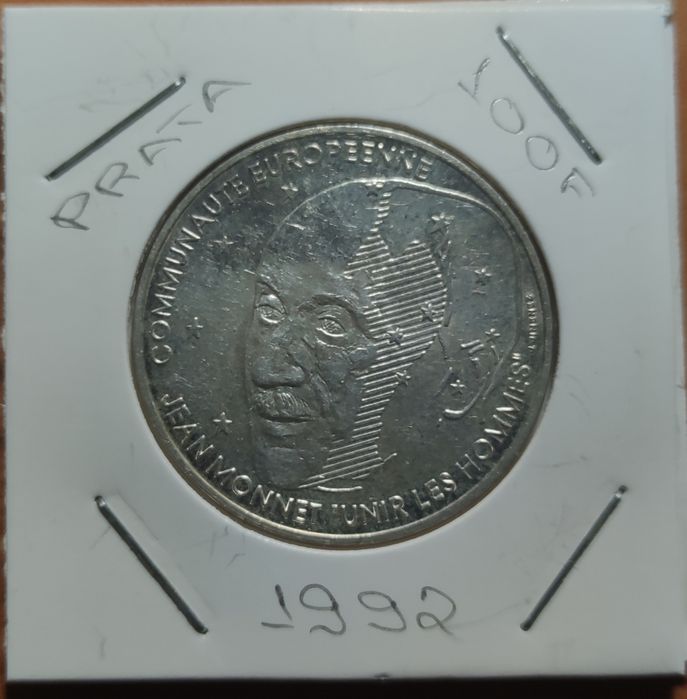 PRATA
100F
COMMUNAUTE EUROPEENNE
JEAN MONNET "UNIR LES HOMMES"
1992